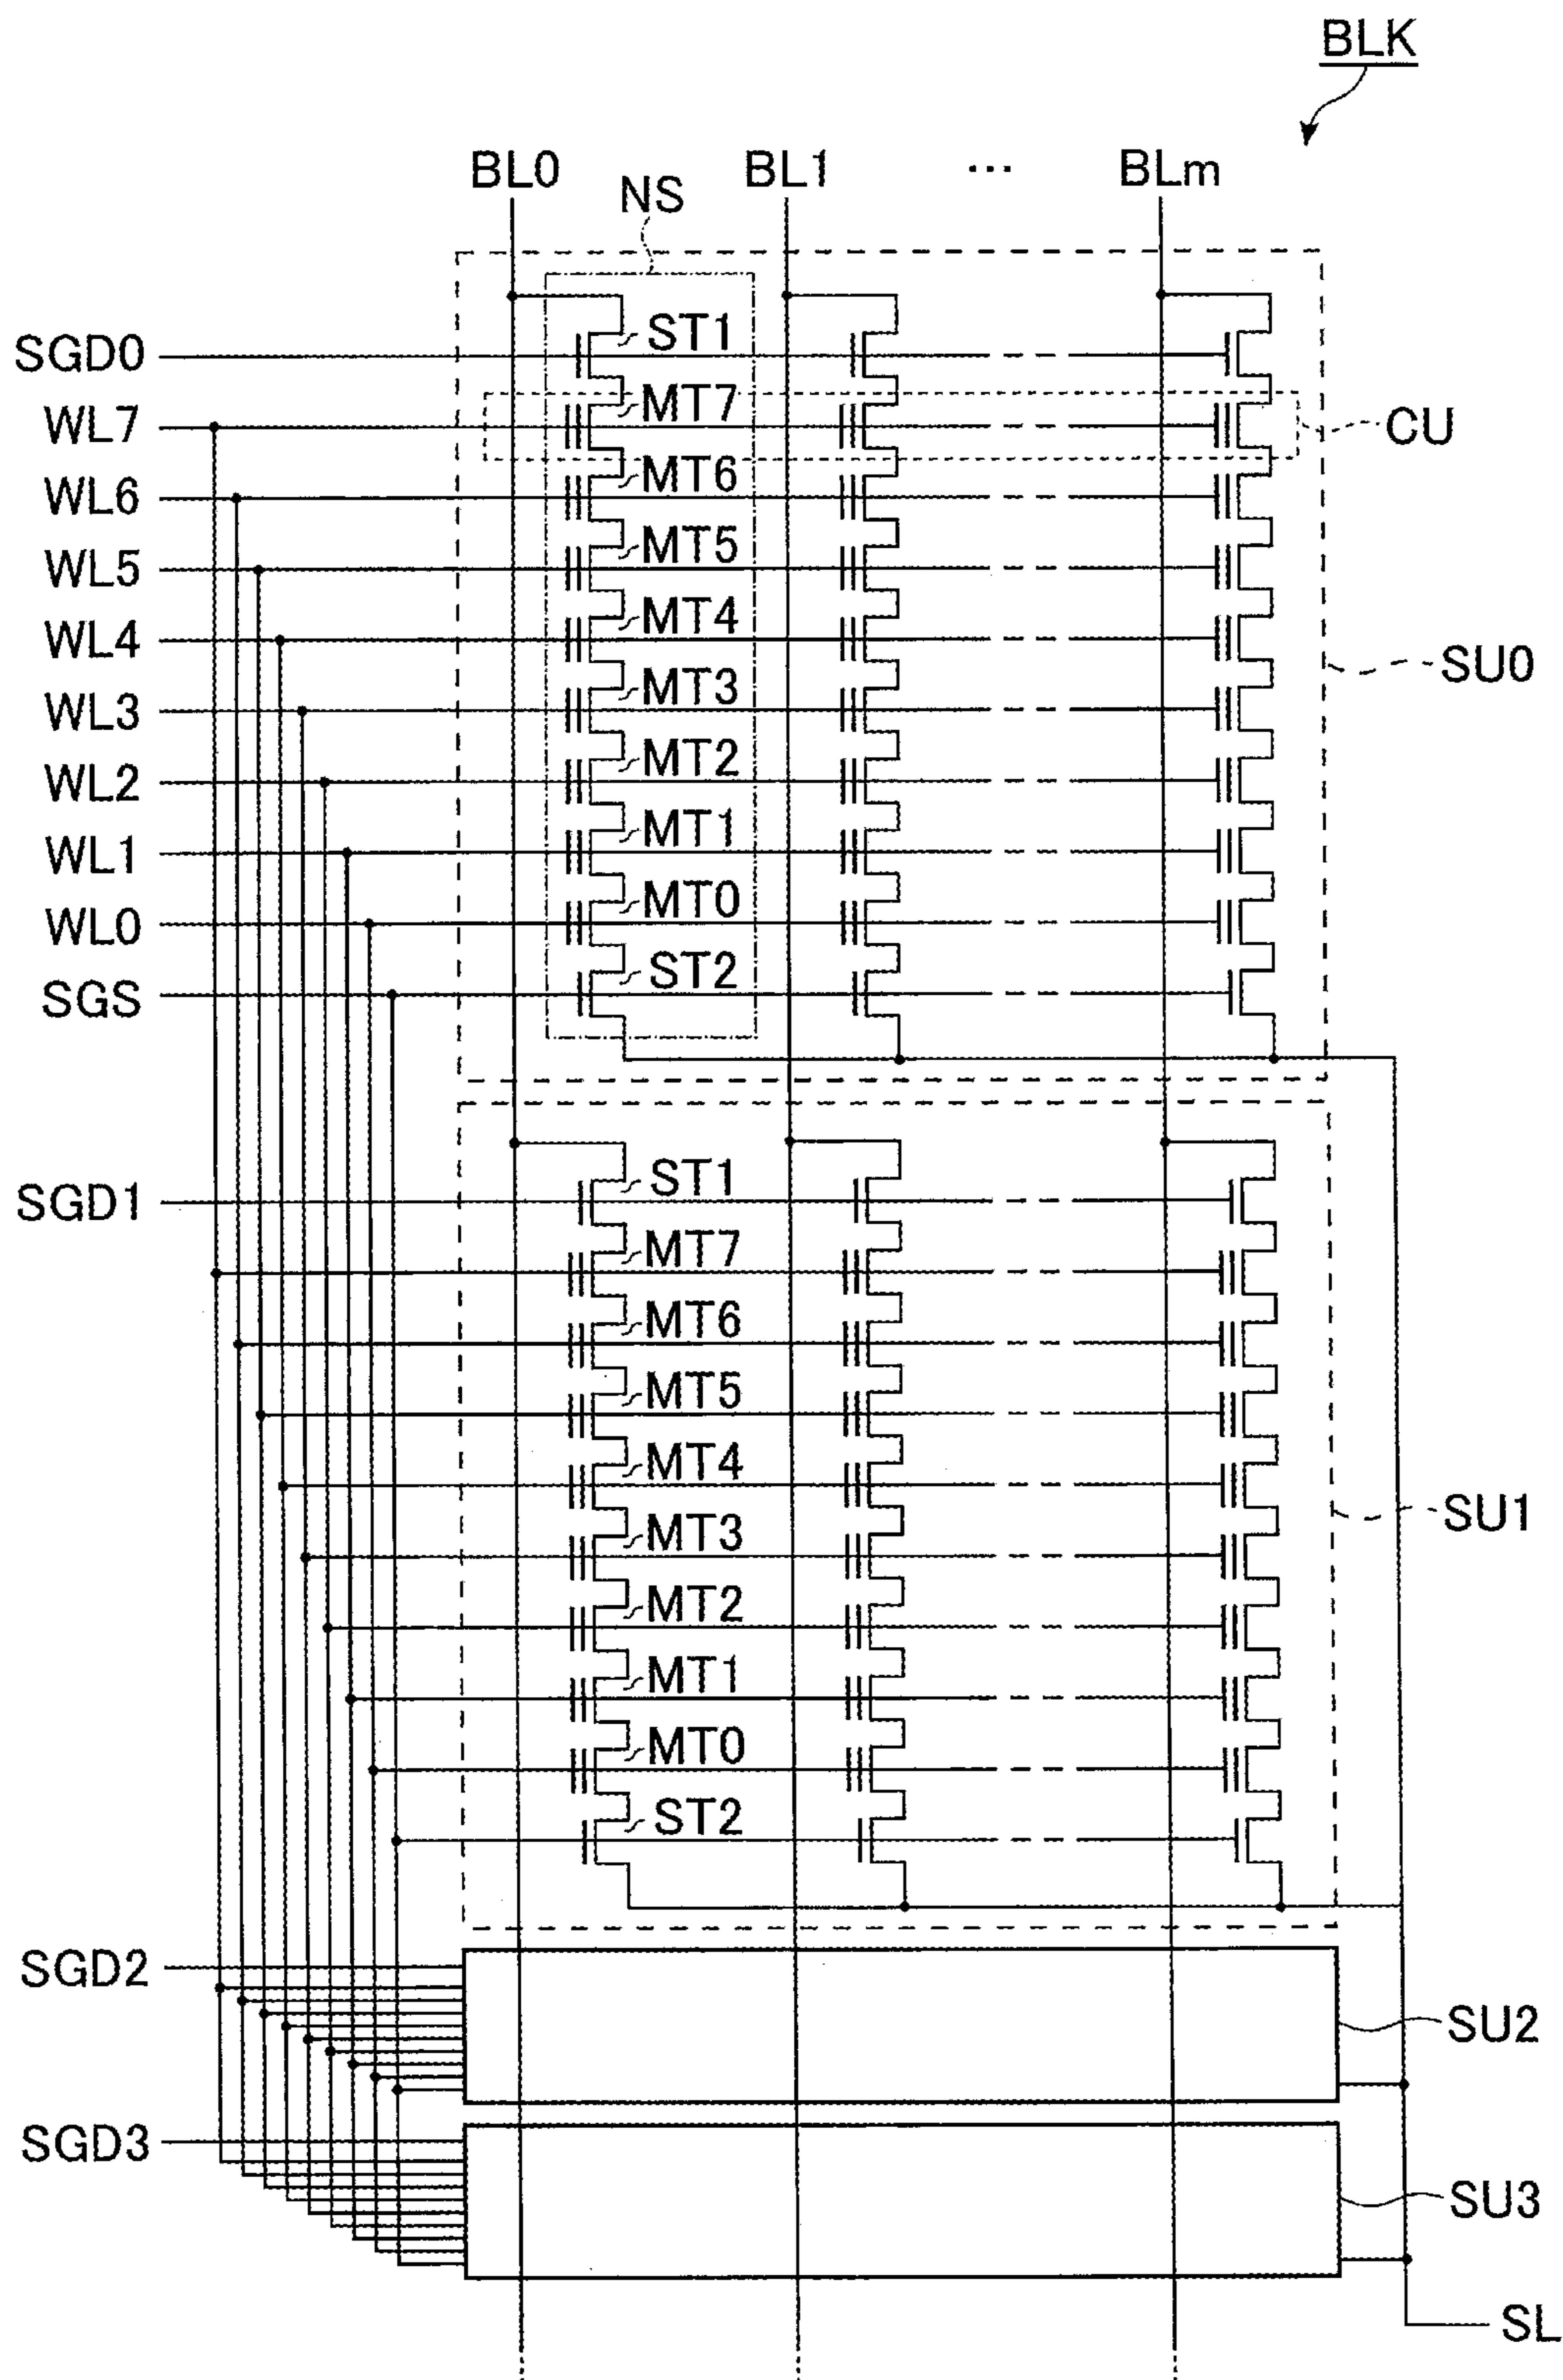 BLK
BL0 BL1 ... BLm
NS
SGD0 ST1
WL7 MT7 CU
WL6 MT6
WL5 MT5
WL4 MT4 SU0
WL3 MT3
WL2 MT2
WL1 MT1
WL0 MT0
SGS ST2
SGD1 ST1
MT7
MT6
MT5
MT4
MT3 SU1
MT2
MT1
MT0
ST2
SGD2
SU2
SGD3
SU3
SL